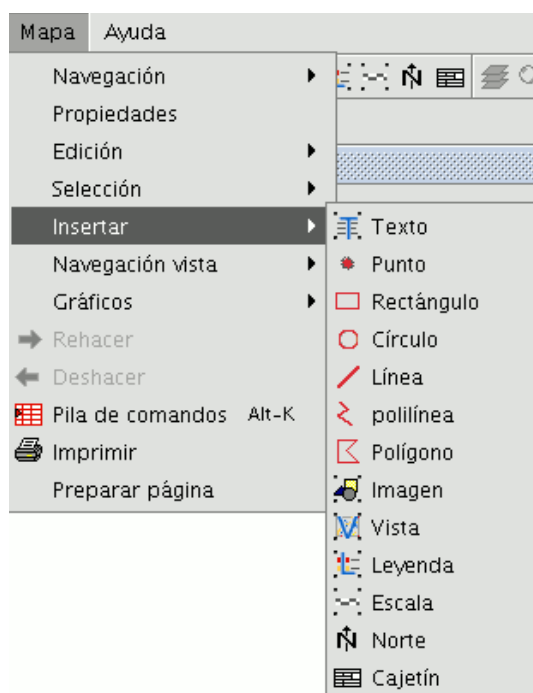 Mapa Ayuda
Navegación
Propiedades
Edición
Selección
Insertar
Navegación vista
Gráficos
Rehacer
Deshacer
Pila de comandos Alt-K
Imprimir
Preparar página
Texto
Punto
Rectángulo
Círculo
Línea
polilínea
Polígono
Imagen
Vista
Leyenda
Escala
Norte
Cajetín